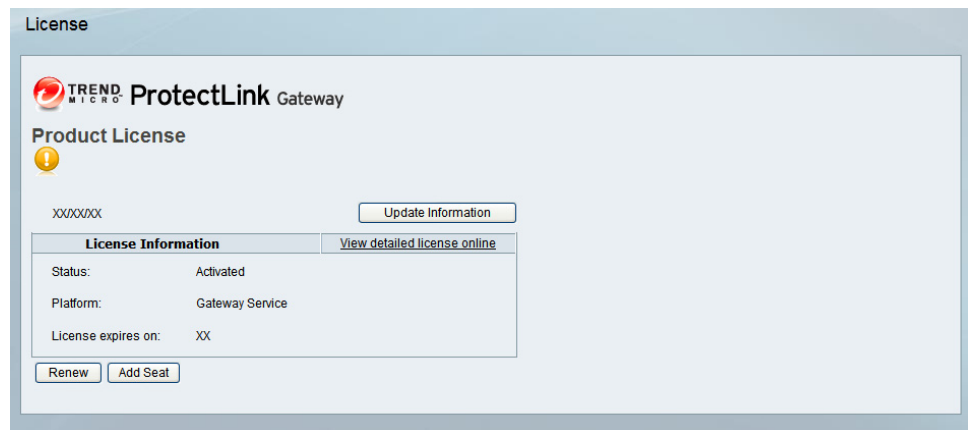 License
TREND MICRO ProtectLink Gateway
Product License
XX/XX/XX Update Information
License Information View detailed license online
Status: Activated
Platform: Gateway Service
License expires on: XX
Renew Add Seat